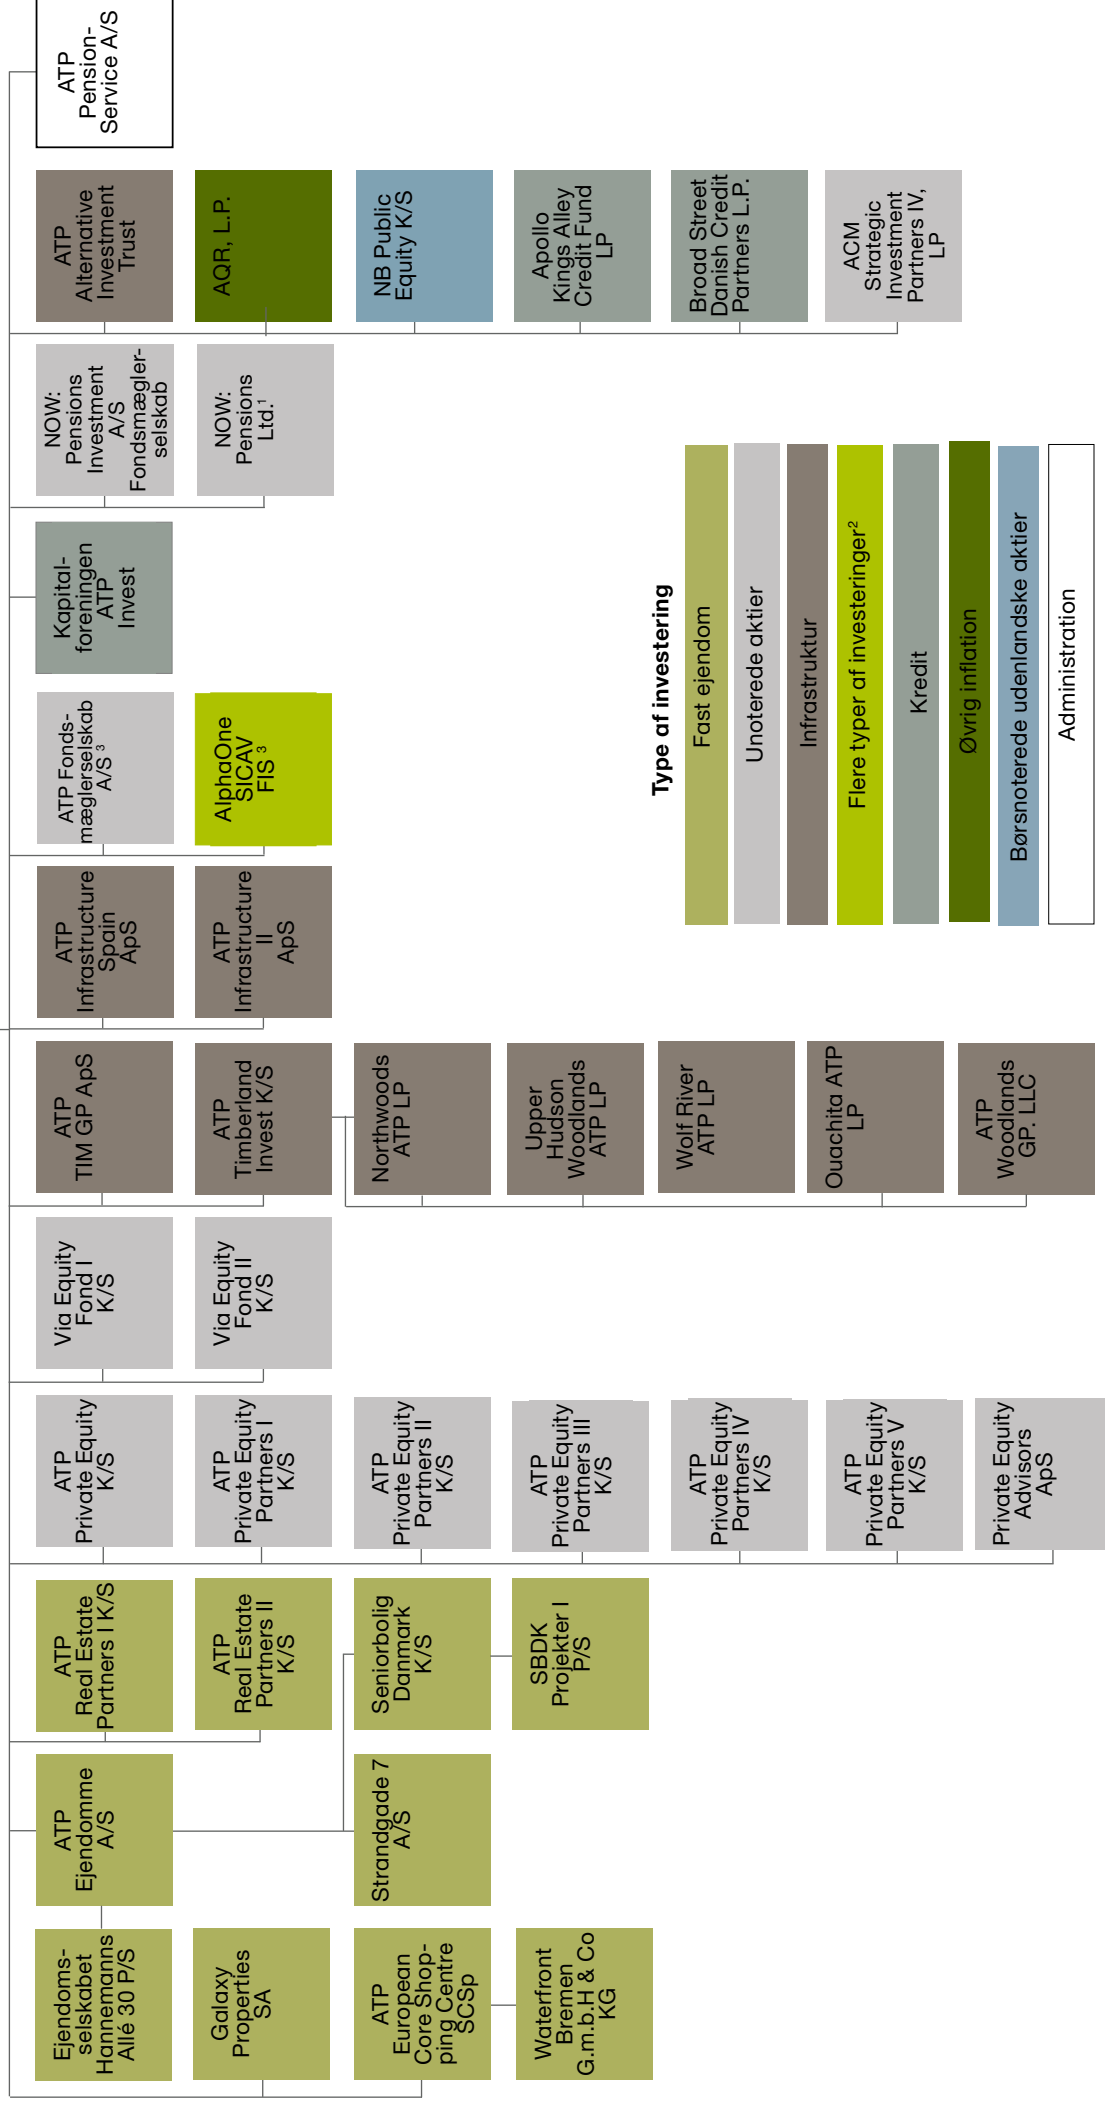 Ejendoms-
selskabet
Hannemanns
Allé 30 P/S
Galaxy
Properties
SA
ATP
European
Core Shop-
ping Centre
SCSp
Waterfront
Bremen
G.m.b.H & Co
KG
ATP
Ejendomme
A/S
Strandgade 7
A/S
ATP
Real Estate
Partners I K/S
ATP
Real Estate
Partners II
K/S
Seniorbolig
Danmark
K/S
SBDK
Projekter I
P/S
ATP
Private Equity
K/S
ATP
Private Equity
Partners I
K/S
ATP
Private Equity
Partners II
K/S
ATP
Private Equity
Partners III
K/S
ATP
Private Equity
Partners IV
K/S
ATP
Private Equity
Partners V
K/S
Private Equity
Advisors
ApS
Via Equity
Fond I
K/S
Via Equity
Fond II
K/S
ATP
TIM GP ApS
ATP
Timberland
Invest K/S
Northwoods
ATP LP
Upper
Hudson
Woodlands
ATP LP
Wolf River
ATP LP
Ouachita ATP
LP
ATP
Woodlands
GP. LLC
ATP
Infrastructure
Spain
ApS
ATP
Infrastructure
II
ApS
ATP Fonds-
mæglerselskab
A/S ³
AlphaOne
SICAV
FIS ³
Kapital-
foreningen
ATP
Invest
NOW:
Pensions
Investment
A/S
Fondsmægler-
selskab
NOW:
Pensions
Ltd.¹
ATP
Alternative
Investment
Trust
AQR, L.P.
NB Public
Equity K/S
Apollo
Kings Alley
Credit Fund
LP
Broad Street
Danish Credit
Partners L.P.
ACM
Strategic
Investment
Partners IV,
LP
ATP
Pension-
Service A/S
Type af investering
Fast ejendom
Unoterede aktier
Infrastruktur
Flere typer af investeringer²
Kredit
Øvrig inflation
Børsnoterede udenlandske aktier
Administration